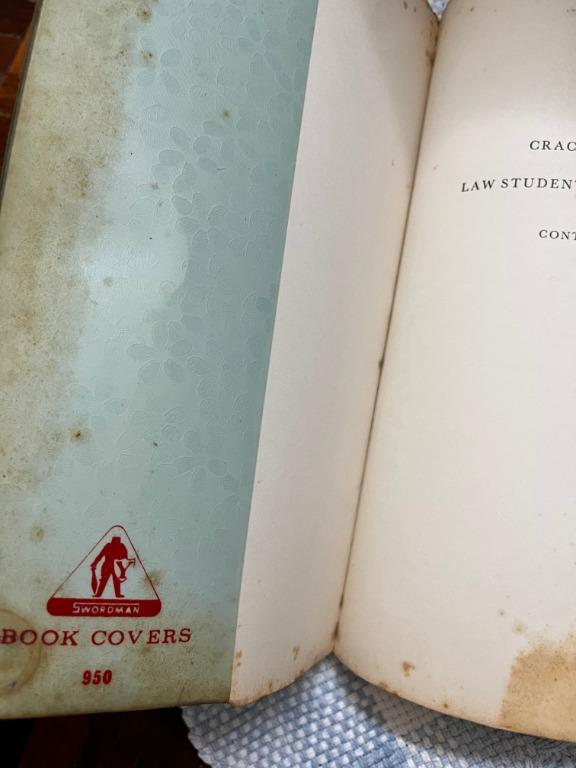 SWORDMAN
BOOK COVERS
950
CRAC
LAW STUDENT
CONT